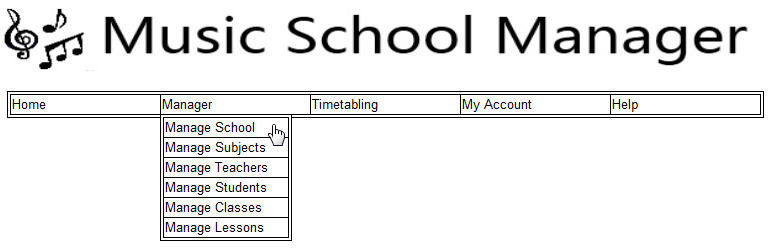 Music School Manager
Home Manager Timetabling My Account Help
Manage School
Manage Subjects
Manage Teachers
Manage Students
Manage Classes
Manage Lessons